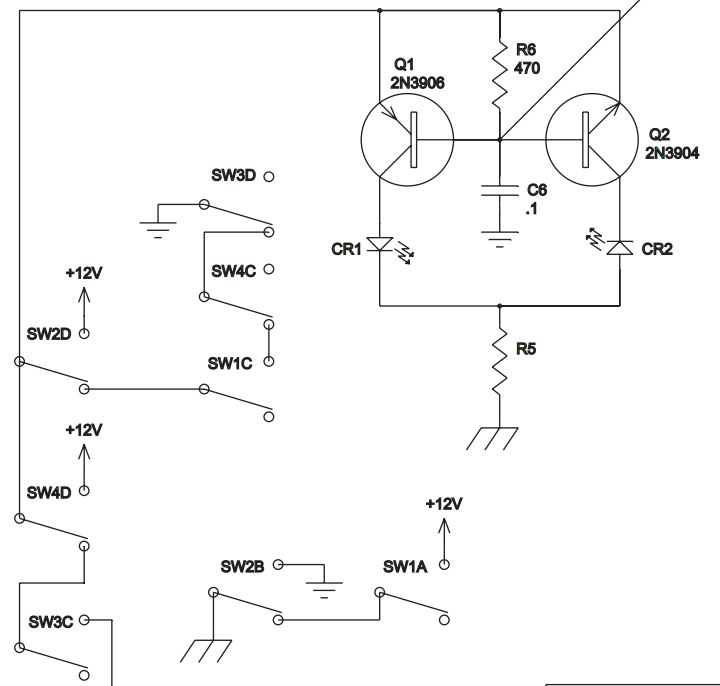 R6
470
Q1
2N3906
Q2
2N3904
SW3D
C6
.1
CR1
CR2
SW4C
+12V
SW2D
SW1C
R5
+12V
SW4D
+12V
SW2B
SW1A
SW3C